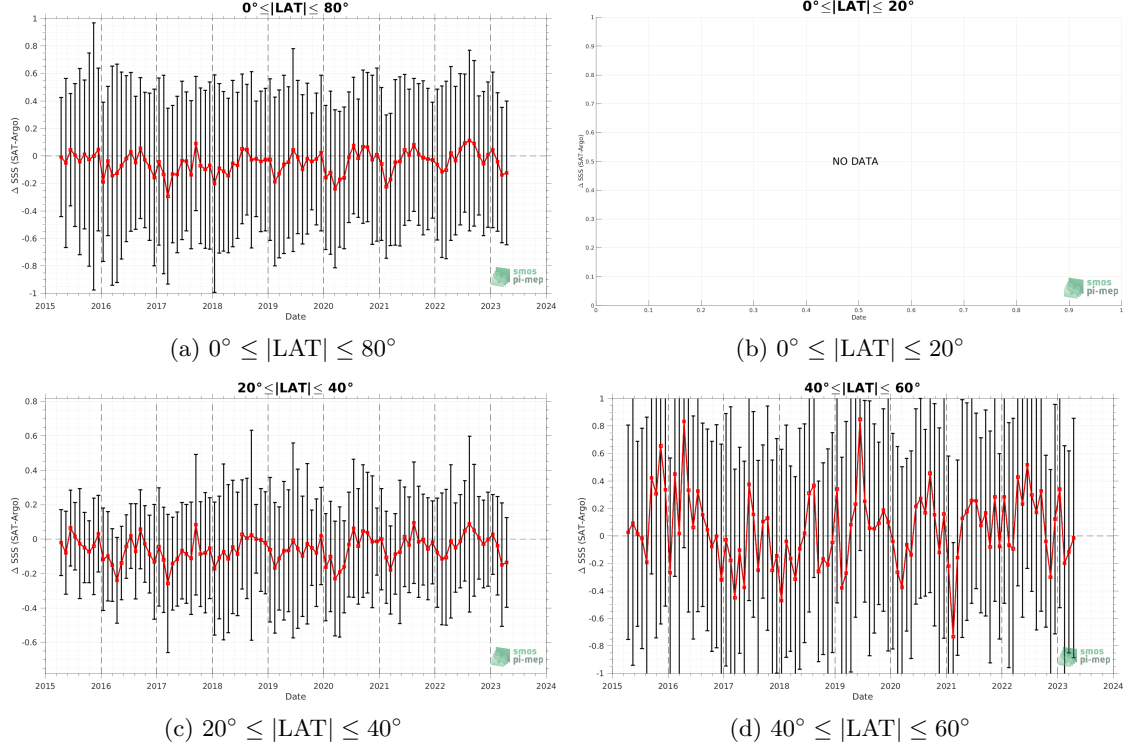 0°≤|LAT|≤ 80°
Δ SSS (SAT-Argo)
1
0.8
0.6
0.4
0.2
0
-0.2
-0.4
-0.6
-0.8
-1
2015 2016 2017 2018 2019 2020 2021 2022 2023 2024
Date
smos
pi-mep
(a) 0° ≤ |LAT| ≤ 80°
0°≤|LAT|≤ 20°
Δ SSS (SAT-Argo)
1
0.9
0.8
0.7
0.6
0.5
0.4
0.3
0.2
0.1
0
NO DATA
0 0.1 0.2 0.3 0.4 0.5 0.6 0.7 0.8 0.9 1
Date
smos
pi-mep
(b) 0° ≤ |LAT| ≤ 20°
20°≤|LAT|≤ 40°
Δ SSS (SAT-Argo)
0.8
0.6
0.4
0.2
0
-0.2
-0.4
-0.6
2015 2016 2017 2018 2019 2020 2021 2022 2023 2024
Date
smos
pi-mep
(c) 20° ≤ |LAT| ≤ 40°
40°≤|LAT|≤ 60°
Δ SSS (SAT-Argo)
1
0.8
0.6
0.4
0.2
0
-0.2
-0.4
-0.6
-0.8
-1
2015 2016 2017 2018 2019 2020 2021 2022 2023 2024
Date
smos
pi-mep
(d) 40° ≤ |LAT| ≤ 60°